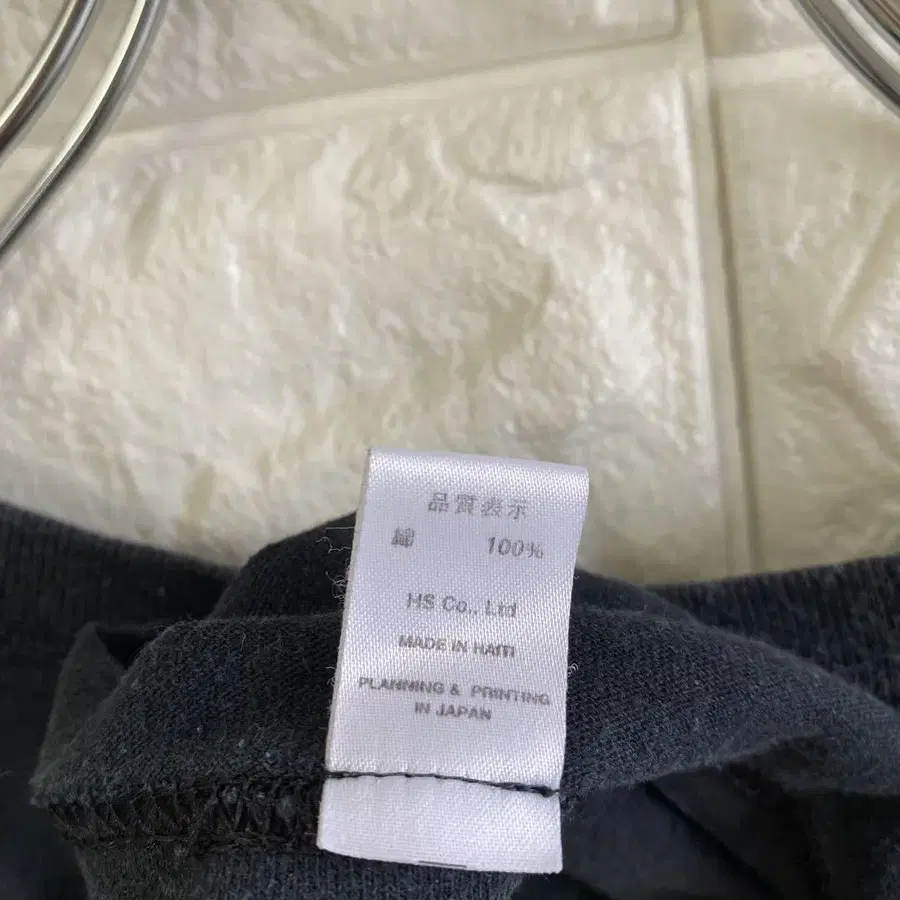 品質表示
綿 100%
HS Co., Ltd
MADE IN HAITI
PLANNING & PRINTING
IN JAPAN